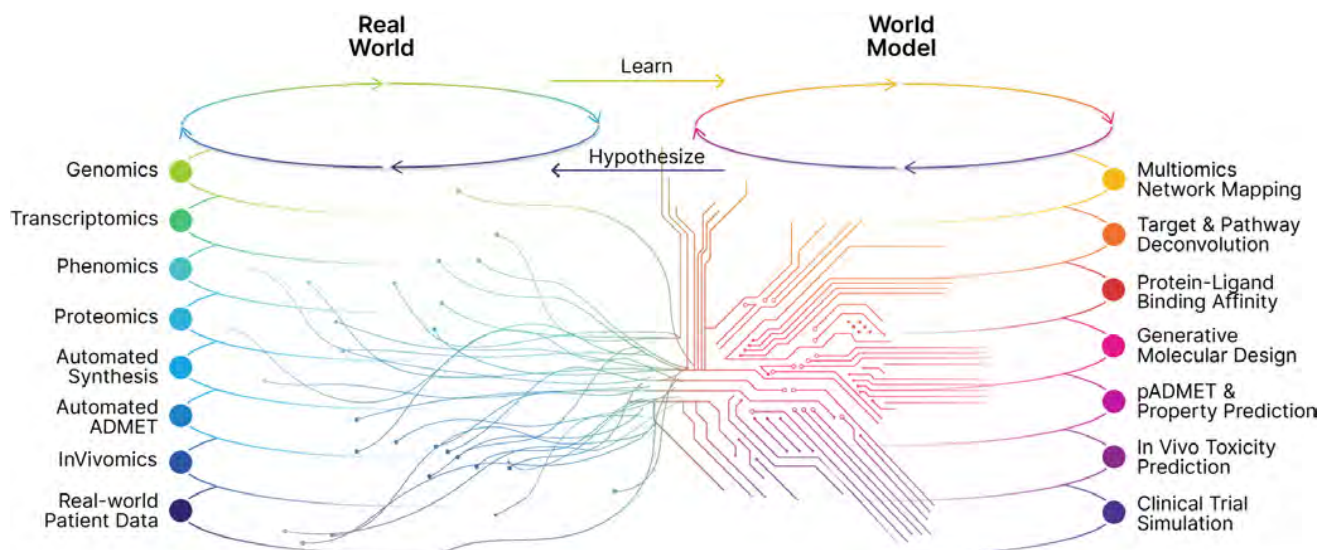 Real
World
World
Model
Learn
Hypothesize
Genomics
Transcriptomics
Phenomics
Proteomics
Automated
Synthesis
Automated
ADMET
InVivomics
Real-world
Patient Data
Multiomics
Network Mapping
Target & Pathway
Deconvolution
Protein-Ligand
Binding Affinity
Generative
Molecular Design
pADMET &
Property Prediction
In Vivo Toxicity
Prediction
Clinical Trial
Simulation